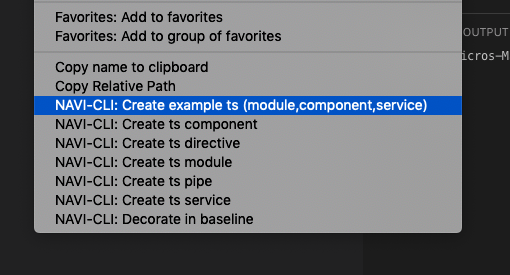 Favorites: Add to favorites
OUTPUT
Favorites: Add to group of favorites
icros-M
Copy name to clipboard
Copy Relative Path
NAVI-CLI: Create example ts (module,component,service)
NAVI-CLI: Create ts component
NAVI-CLI: Create ts directive
NAVI-CLI: Create ts module
NAVI-CLI: Create ts pipe
NAVI-CLI: Create ts service
NAVI-CLI: Decorate in baseline